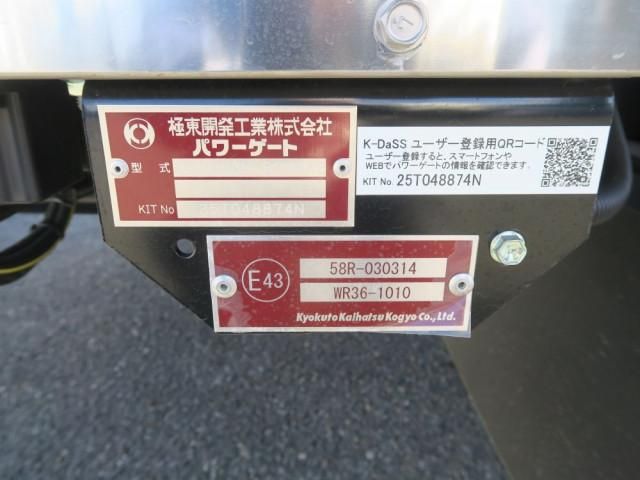 極東開発工業株式会社
パワーゲート
型式
KIT No 25T048874N
K-DaSS ユーザー登録用QRコード
ユーザー登録すると、スマートフォンや
WEBでパワーゲートの情報を確認できます。
KIT No 25T048874N
E43
58R-030314
WR36-1010
Kyokuto Kaihatsu Kogyo Co., Ltd.